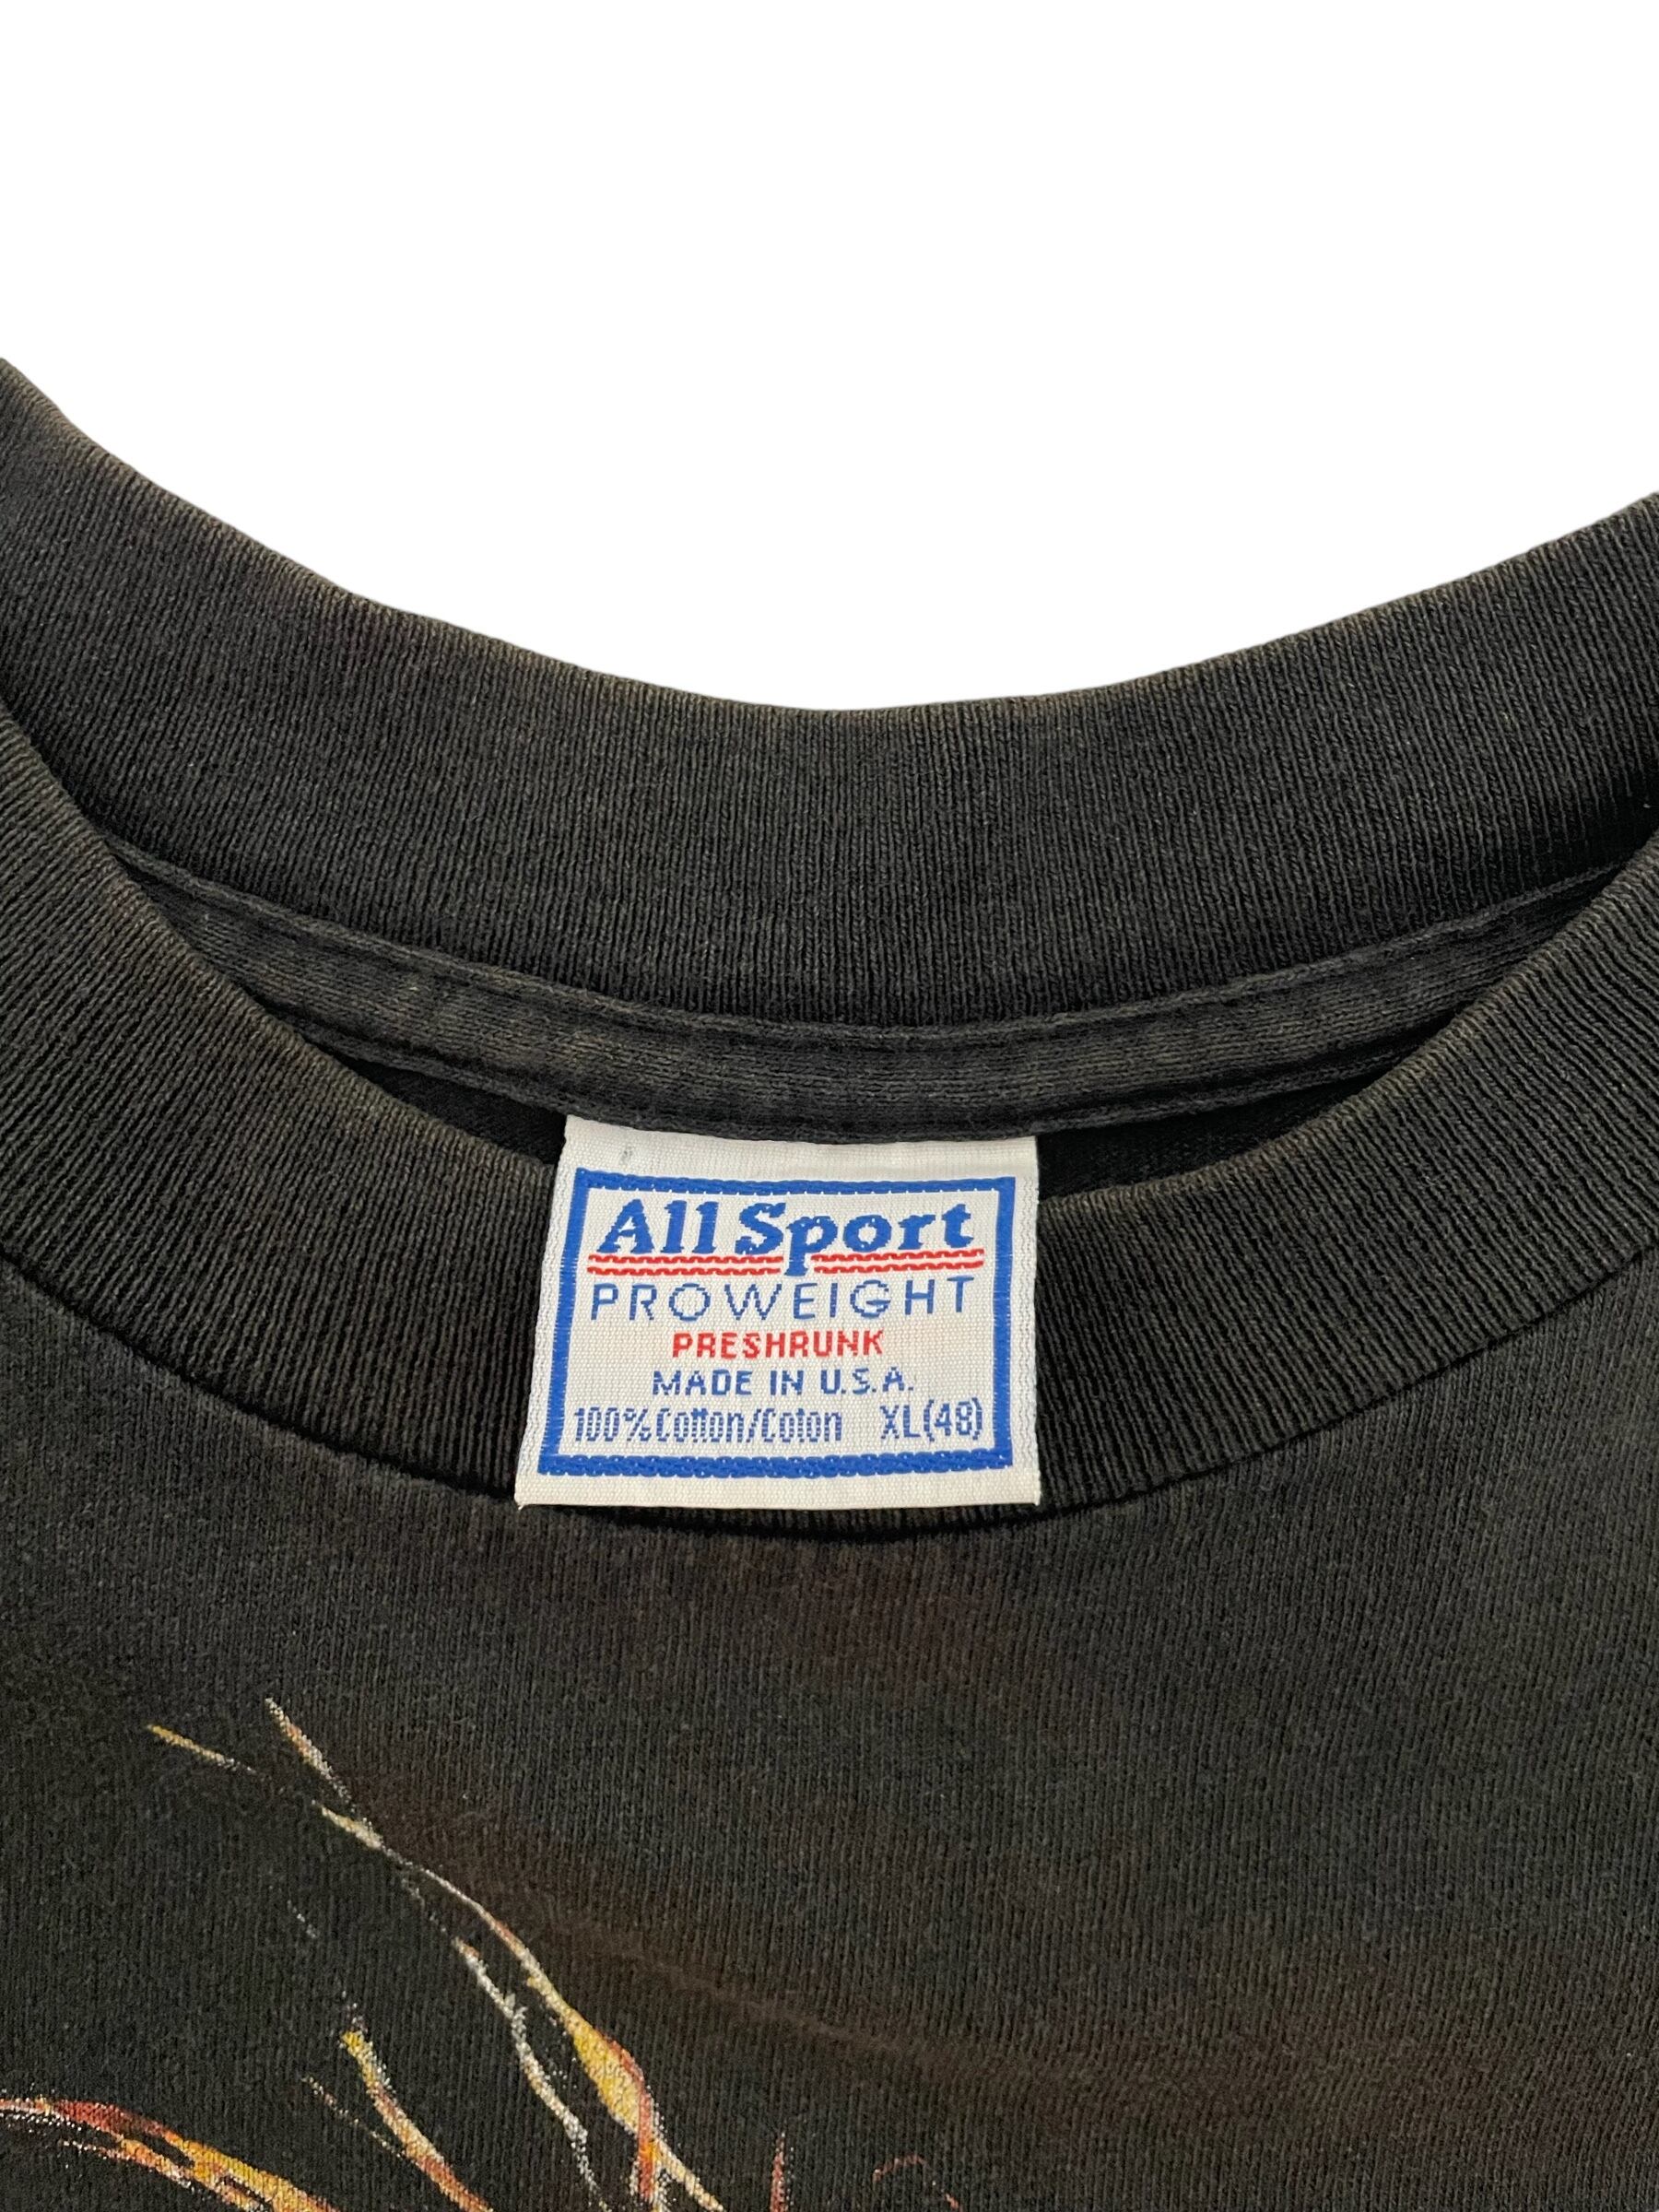 All Sport
PROWEIGHT
PRESHRUNK
MADE IN U.S.A.
100% Cotton/Coton XL(48)